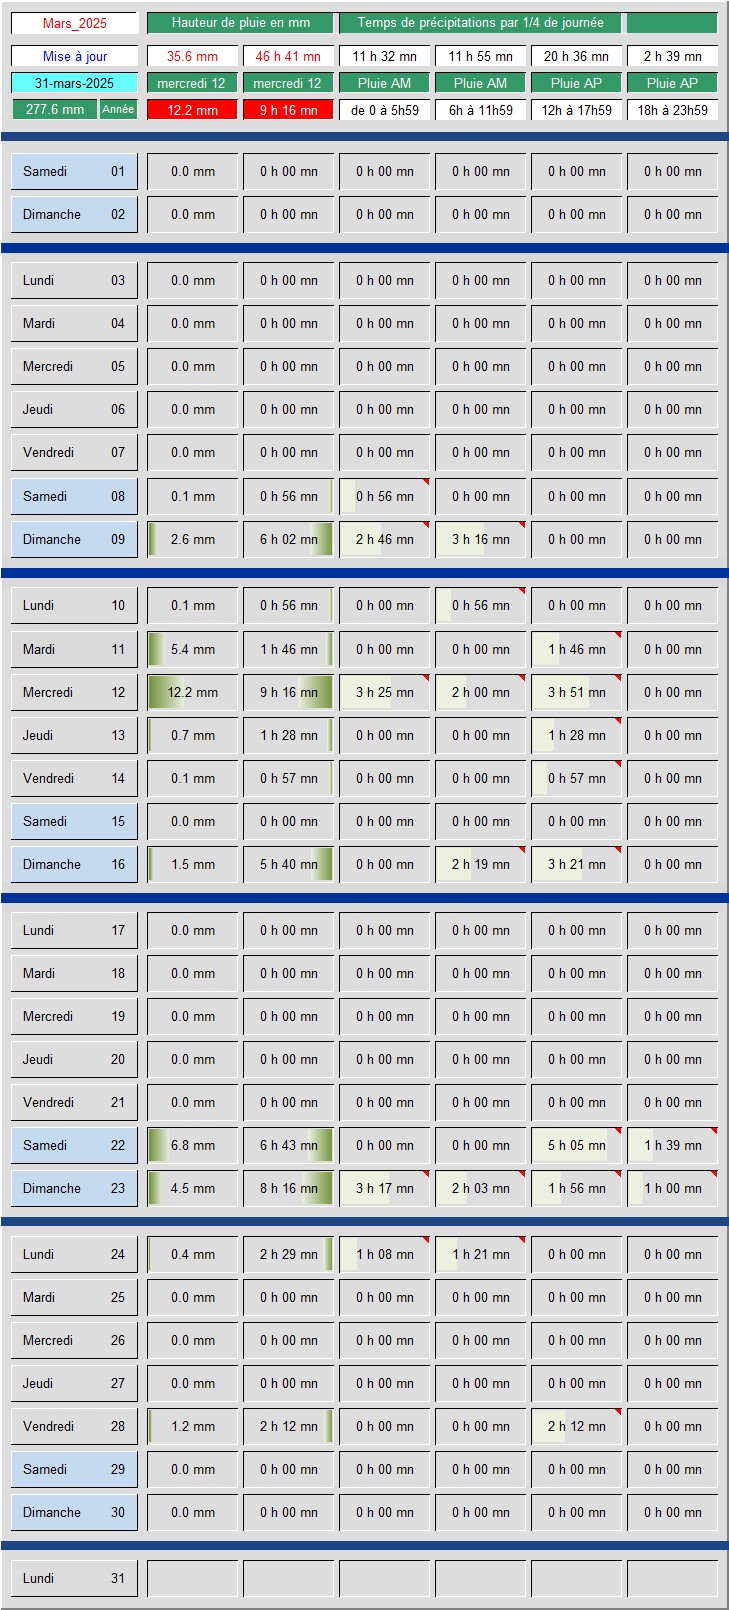 Mars_2025 Hauteur de pluie en mm Temps de précipitations par 1/4 de journée
Mise à jour 35.6 mm 46 h 41 mn 11 h 32 mn 11 h 55 mn 20 h 36 mn 2 h 39 mn
31-mars-2025 mercredi 12 mercredi 12 Pluie AM Pluie AM Pluie AP Pluie AP
277.6 mm Année 12.2 mm 9 h 16 mn de 0 à 5h59 6h à 11h59 12h à 17h59 18h à 23h59
Samedi 01 0.0 mm 0 h 00 mn 0 h 00 mn 0 h 00 mn 0 h 00 mn 0 h 00 mn
Dimanche 02 0.0 mm 0 h 00 mn 0 h 00 mn 0 h 00 mn 0 h 00 mn 0 h 00 mn
Lundi 03 0.0 mm 0 h 00 mn 0 h 00 mn 0 h 00 mn 0 h 00 mn 0 h 00 mn
Mardi 04 0.0 mm 0 h 00 mn 0 h 00 mn 0 h 00 mn 0 h 00 mn 0 h 00 mn
Mercredi 05 0.0 mm 0 h 00 mn 0 h 00 mn 0 h 00 mn 0 h 00 mn 0 h 00 mn
Jeudi 06 0.0 mm 0 h 00 mn 0 h 00 mn 0 h 00 mn 0 h 00 mn 0 h 00 mn
Vendredi 07 0.0 mm 0 h 00 mn 0 h 00 mn 0 h 00 mn 0 h 00 mn 0 h 00 mn
Samedi 08 0.1 mm 0 h 56 mn 0 h 56 mn 0 h 00 mn 0 h 00 mn 0 h 00 mn
Dimanche 09 2.6 mm 6 h 02 mn 2 h 46 mn 3 h 16 mn 0 h 00 mn 0 h 00 mn
Lundi 10 0.1 mm 0 h 56 mn 0 h 00 mn 0 h 56 mn 0 h 00 mn 0 h 00 mn
Mardi 11 5.4 mm 1 h 46 mn 0 h 00 mn 0 h 00 mn 1 h 46 mn 0 h 00 mn
Mercredi 12 12.2 mm 9 h 16 mn 3 h 25 mn 2 h 00 mn 3 h 51 mn 0 h 00 mn
Jeudi 13 0.7 mm 1 h 28 mn 0 h 00 mn 0 h 00 mn 1 h 28 mn 0 h 00 mn
Vendredi 14 0.1 mm 0 h 57 mn 0 h 00 mn 0 h 00 mn 0 h 57 mn 0 h 00 mn
Samedi 15 0.0 mm 0 h 00 mn 0 h 00 mn 0 h 00 mn 0 h 00 mn 0 h 00 mn
Dimanche 16 1.5 mm 5 h 40 mn 0 h 00 mn 2 h 19 mn 3 h 21 mn 0 h 00 mn
Lundi 17 0.0 mm 0 h 00 mn 0 h 00 mn 0 h 00 mn 0 h 00 mn 0 h 00 mn
Mardi 18 0.0 mm 0 h 00 mn 0 h 00 mn 0 h 00 mn 0 h 00 mn 0 h 00 mn
Mercredi 19 0.0 mm 0 h 00 mn 0 h 00 mn 0 h 00 mn 0 h 00 mn 0 h 00 mn
Jeudi 20 0.0 mm 0 h 00 mn 0 h 00 mn 0 h 00 mn 0 h 00 mn 0 h 00 mn
Vendredi 21 0.0 mm 0 h 00 mn 0 h 00 mn 0 h 00 mn 0 h 00 mn 0 h 00 mn
Samedi 22 6.8 mm 6 h 43 mn 0 h 00 mn 0 h 00 mn 5 h 05 mn 1 h 39 mn
Dimanche 23 4.5 mm 8 h 16 mn 3 h 17 mn 2 h 03 mn 1 h 56 mn 1 h 00 mn
Lundi 24 0.4 mm 2 h 29 mn 1 h 08 mn 1 h 21 mn 0 h 00 mn 0 h 00 mn
Mardi 25 0.0 mm 0 h 00 mn 0 h 00 mn 0 h 00 mn 0 h 00 mn 0 h 00 mn
Mercredi 26 0.0 mm 0 h 00 mn 0 h 00 mn 0 h 00 mn 0 h 00 mn 0 h 00 mn
Jeudi 27 0.0 mm 0 h 00 mn 0 h 00 mn 0 h 00 mn 0 h 00 mn 0 h 00 mn
Vendredi 28 1.2 mm 2 h 12 mn 0 h 00 mn 0 h 00 mn 2 h 12 mn 0 h 00 mn
Samedi 29 0.0 mm 0 h 00 mn 0 h 00 mn 0 h 00 mn 0 h 00 mn 0 h 00 mn
Dimanche 30 0.0 mm 0 h 00 mn 0 h 00 mn 0 h 00 mn 0 h 00 mn 0 h 00 mn
Lundi 31